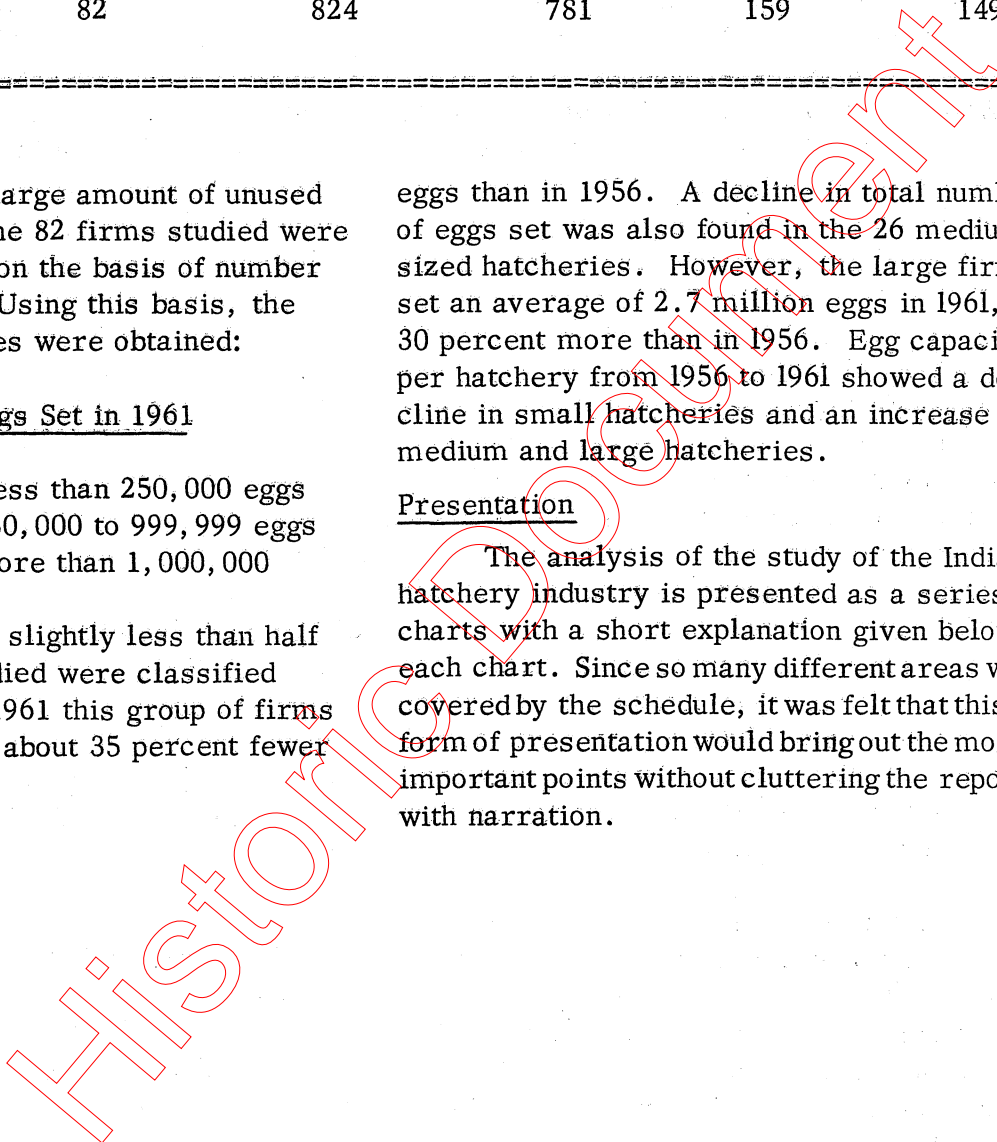 82 824 781 159 149
arge amount of unused
ne 82 firms studied were
on the basis of number
Using this basis, the
es were obtained:
gs Set in 1961
ess than 250,000 eggs
0,000 to 999,999 eggs
ore than 1,000,000
slightly less than half
died were classified
961 this group of firms
about 35 percent fewer
eggs than in 1956. A decline in total num
of eggs set was also found in the 26 mediu
sized hatcheries. However, the large fir
set an average of 2.7 million eggs in 1961,
30 percent more than in 1956. Egg capaci
per hatchery from 1956 to 1961 showed a d
cline in small hatcheries and an increase
medium and large hatcheries.
Presentation
The analysis of the study of the Indi
hatchery industry is presented as a series
charts with a short explanation given belo
each chart. Since so many different areas w
covered by the schedule, it was felt that this
form of presentation would bring out the mo
important points without cluttering the repo
with narration.
Historic Document